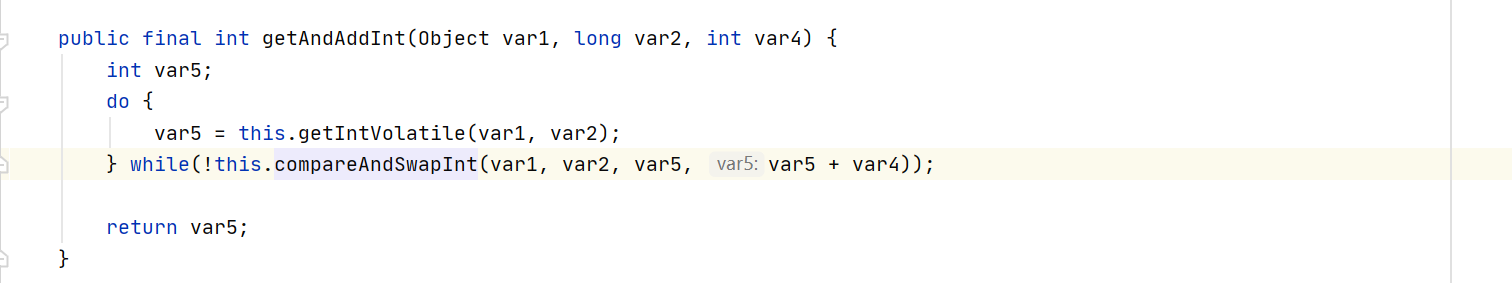 public final int getAndAddInt(Object var1, long var2, int var4) {
int var5;
do {
var5 = this.getIntVolatile(var1, var2);
} while(!this.compareAndSwapInt(var1, var2, var5, var5: var5 + var4));
return var5;
}